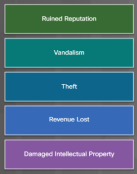 Ruined Reputation
Vandalism
Theft
Revenue Lost
Damaged Intellectual Property